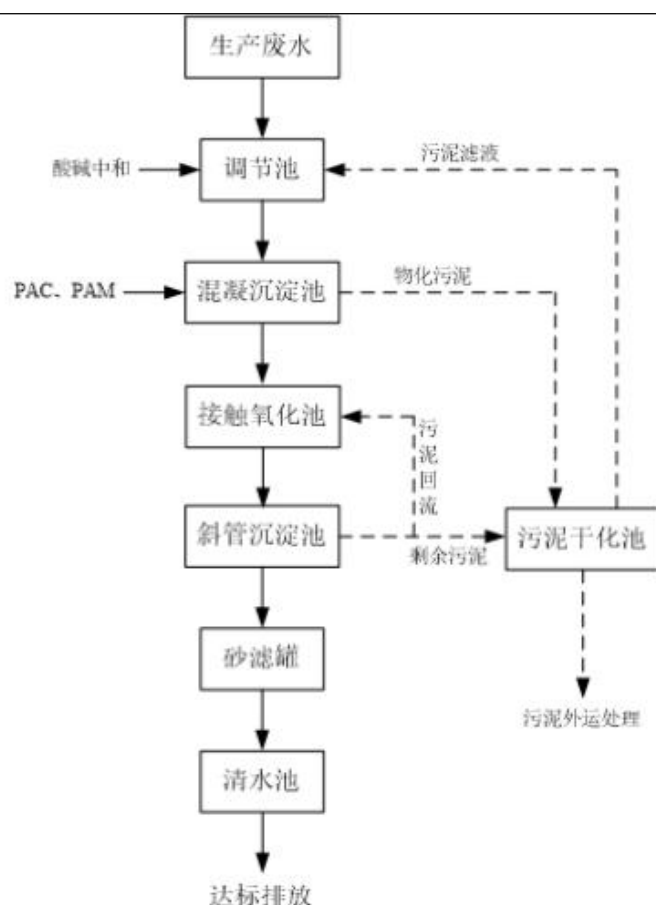 生产废水
酸碱中和
调节池
污泥滤液
PAC、PAM
混凝沉淀池
物化污泥
接触氧化池
污泥回流
斜管沉淀池
剩余污泥
污泥干化池
砂滤罐
污泥外运处理
清水池
达标排放